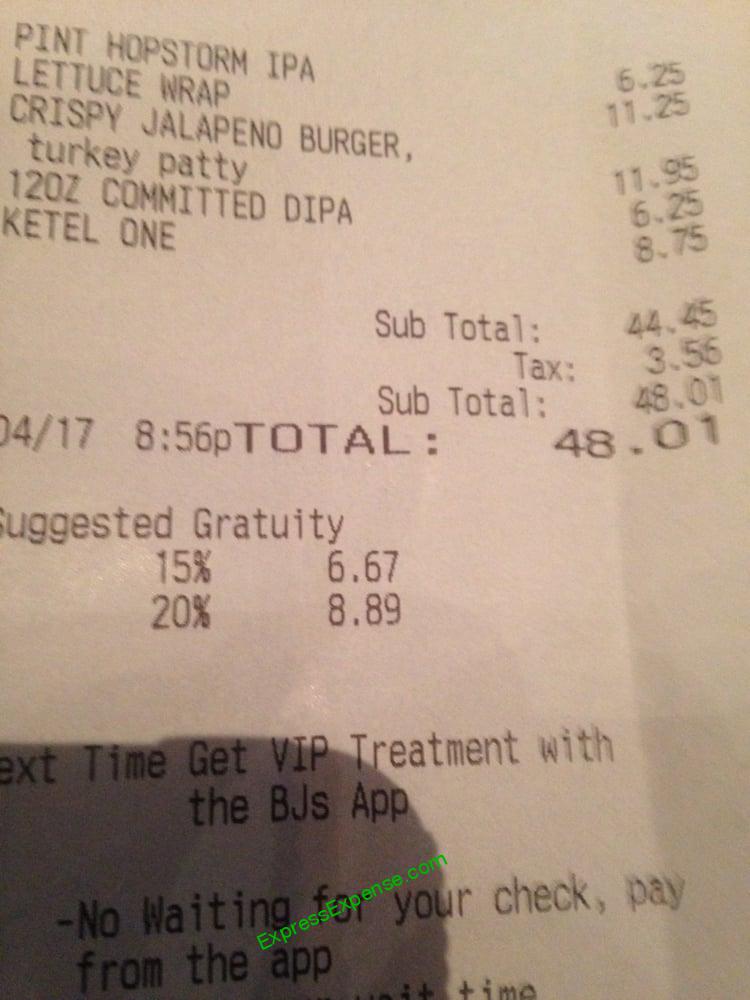 PINT HOPSTORM IPA 6.25
LETTUCE WRAP 11.25
CRISPY JALAPENO BURGER,
turkey patty 11.95
12OZ COMMITTED DIPA 6.25
KETEL ONE 8.75
Sub Total: 44.45
Tax: 3.56
Sub Total: 48.01
04/17 8:56pTOTAL: 48.01
Suggested Gratuity
15% 6.67
20% 8.89
ext Time Get VIP Treatment with
the BJs App
-No Waiting for your check, pay
from the app
ExpressExpense.com
wait time